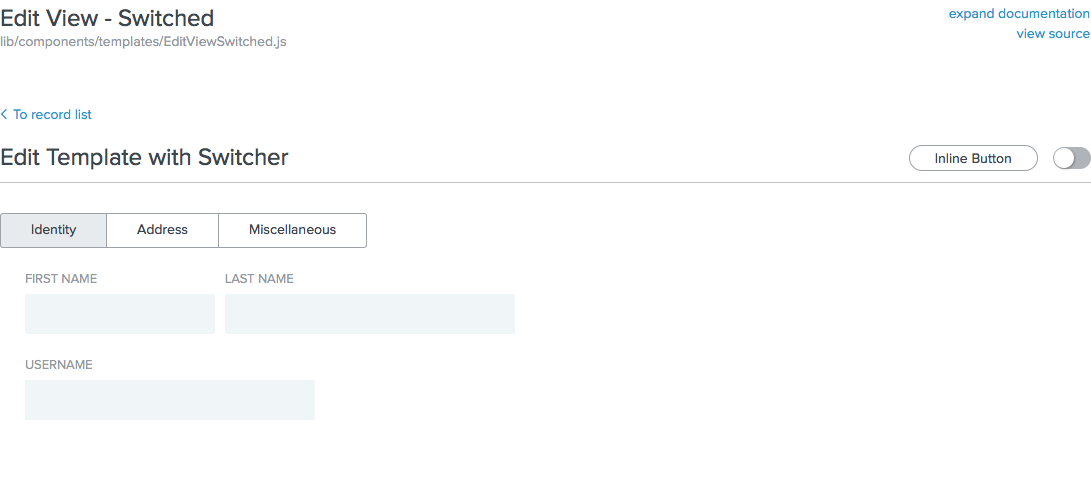 Edit View - Switched
expand documentation
lib/components/templates/EditViewSwitched.js
view source
To record list
Edit Template with Switcher
Inline Button
Identity Address Miscellaneous
FIRST NAME LAST NAME
USERNAME